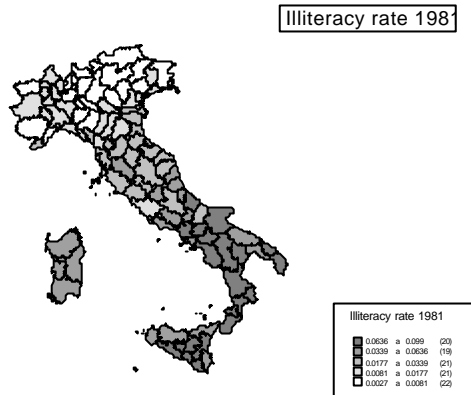 Illiteracy rate 1981
Illiteracy rate 1981
0.0636 a 0.099 (20)
0.0339 a 0.0636 (19)
0.0177 a 0.0339 (21)
0.0081 a 0.0177 (21)
0.0027 a 0.0081 (22)